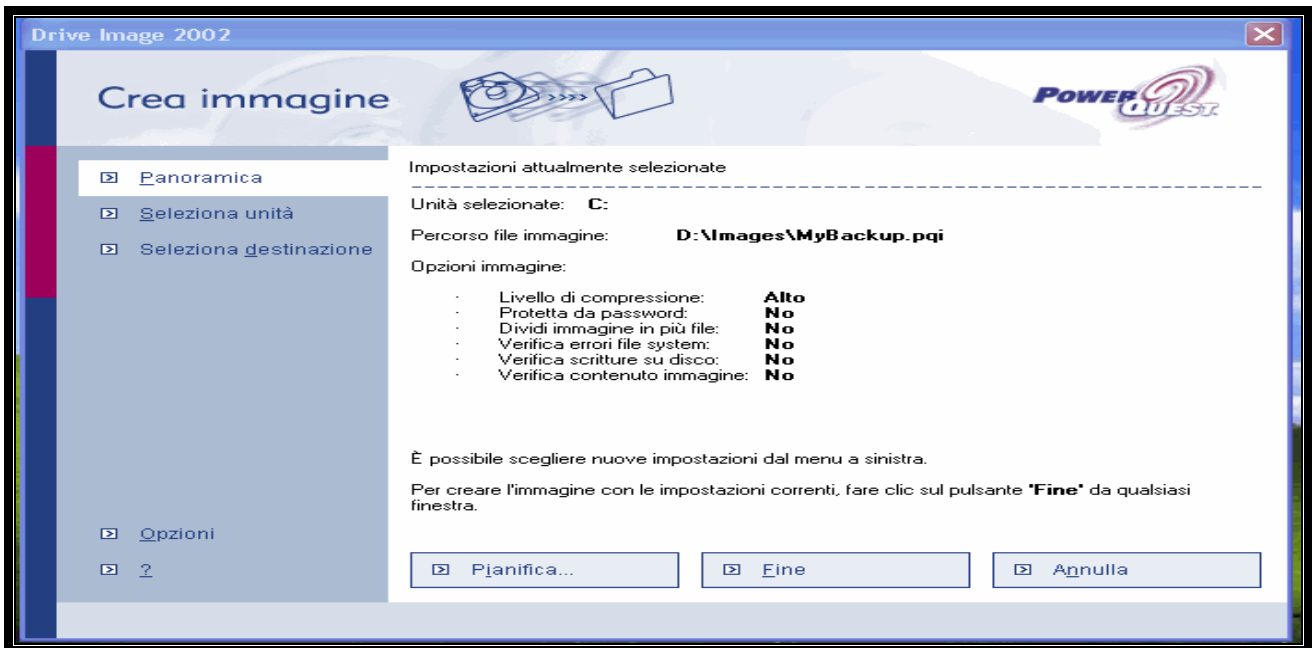 Drive Image 2002
Crea immagine
POWERQUEST
Panoramica
Seleziona unità
Seleziona destinazione
Opzioni
?
Impostazioni attualmente selezionate
Unità selezionate: C:
Percorso file immagine: D:\Images\MyBackup.pqi
Opzioni immagine:
· Livello di compressione: Alto
· Protetta da password: No
· Dividi immagine in più file: No
· Verifica errori file system: No
· Verifica scritture su disco: No
· Verifica contenuto immagine: No
È possibile scegliere nuove impostazioni dal menu a sinistra.
Per creare l'immagine con le impostazioni correnti, fare clic sul pulsante 'Fine' da qualsiasi
finestra.
Pianifica...
Fine
Annulla